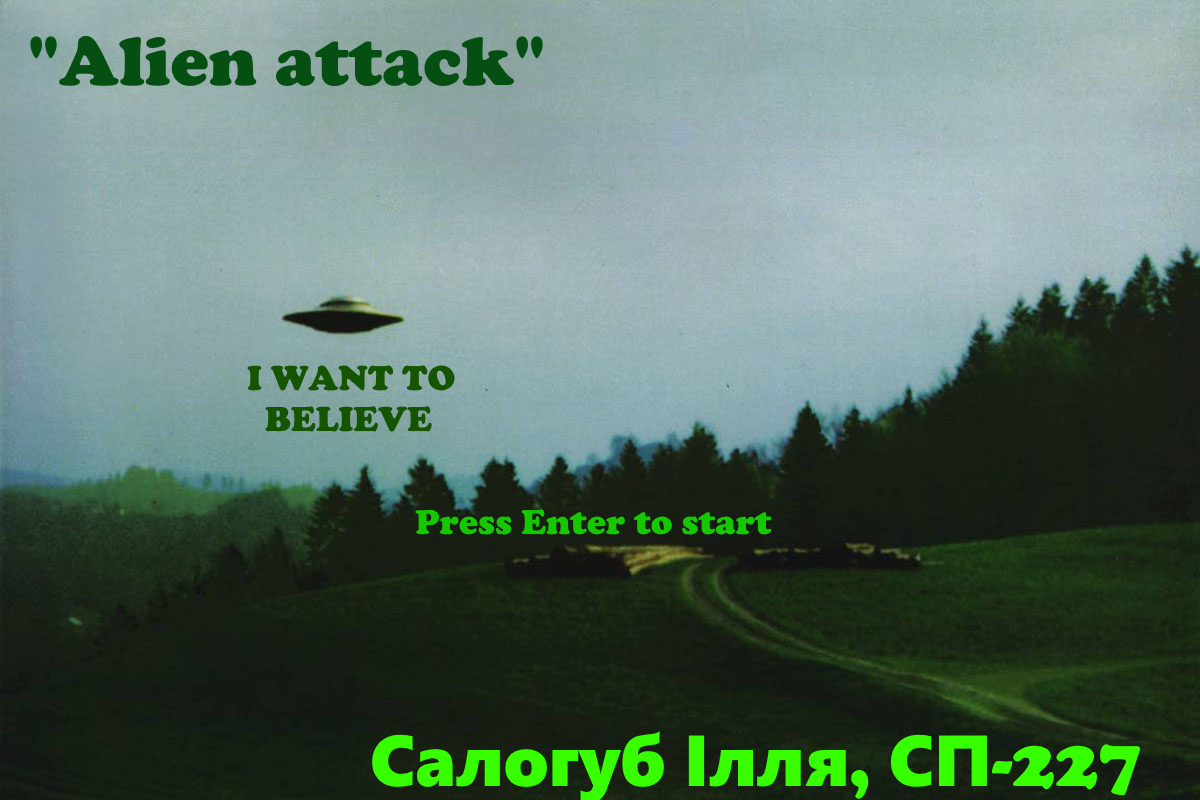 "Alien attack"
I WANT TO
BELIEVE
Press Enter to start
Салогуб Ілля, СП-227